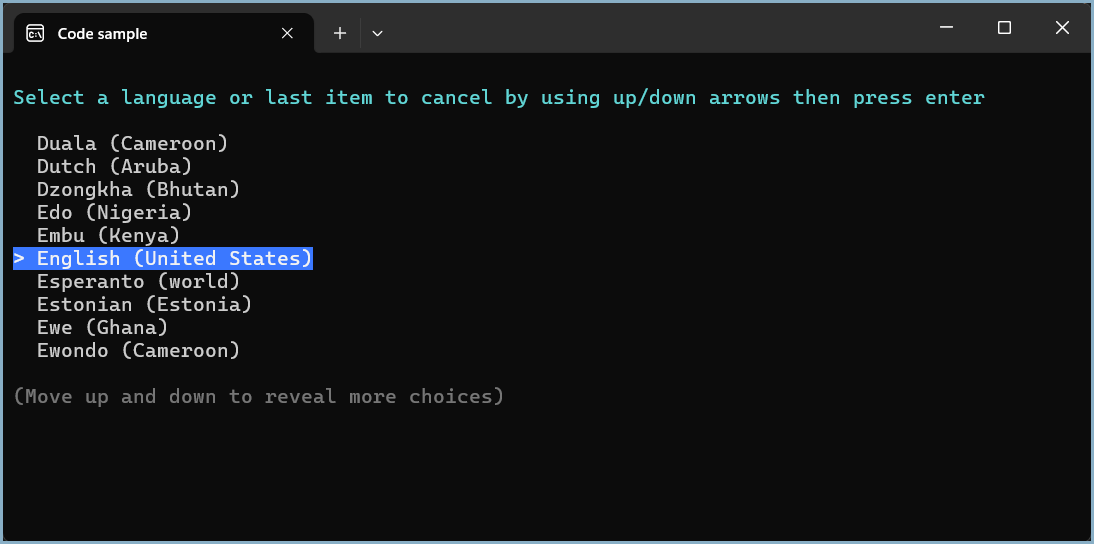 Code sample
Select a language or last item to cancel by using up/down arrows then press enter
Duala (Cameroon)
Dutch (Aruba)
Dzongkha (Bhutan)
Edo (Nigeria)
Embu (Kenya)
> English (United States)
Esperanto (world)
Estonian (Estonia)
Ewe (Ghana)
Ewondo (Cameroon)
(Move up and down to reveal more choices)